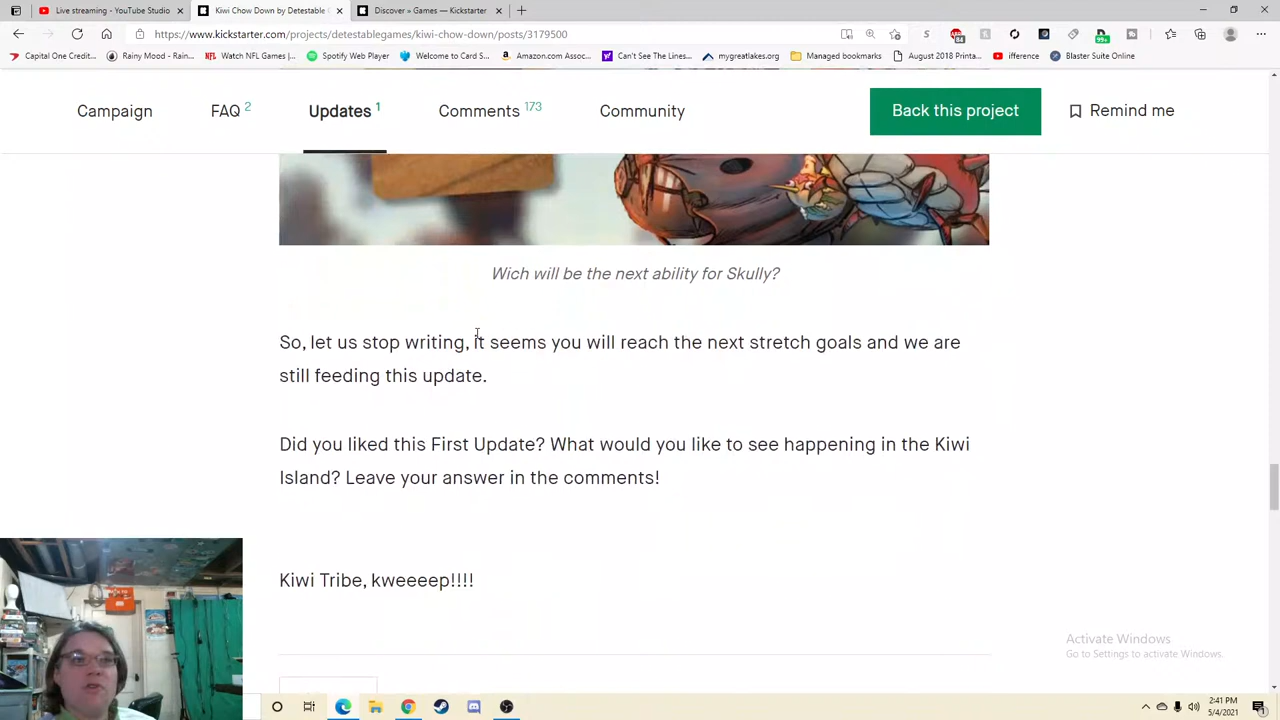 Live streaming - YouTube Studio
Kiwi Chow Down by Detestable
Discover » Games — Kickstarter
https://www.kickstarter.com/projects/detestablegames/kiwi-chow-down/posts/3179500
Capital One Credit...
Rainy Mood - Rainy...
Watch NFL Games |...
Spotify Web Player
Welcome to Card S...
Amazon.com Assoc...
Can't See The Lines...
mygreatlogos
Managed bookmarks
August 2018 Printa...
ifference
Blaster Suite Online
84
99+
Campaign
FAQ 2
Updates 1
Comments 173
Community
Back this project
Remind me
Wich will be the next ability for Skully?
So, let us stop writing, it seems you will reach the next stretch goals and we are
still feeding this update.
Did you liked this First Update? What would you like to see happening in the Kiwi
Island? Leave your answer in the comments!
Kiwi Tribe, kweeeep!!!!
Activate Windows
Go to Settings to activate Windows.
2:41 PM
5/4/2021